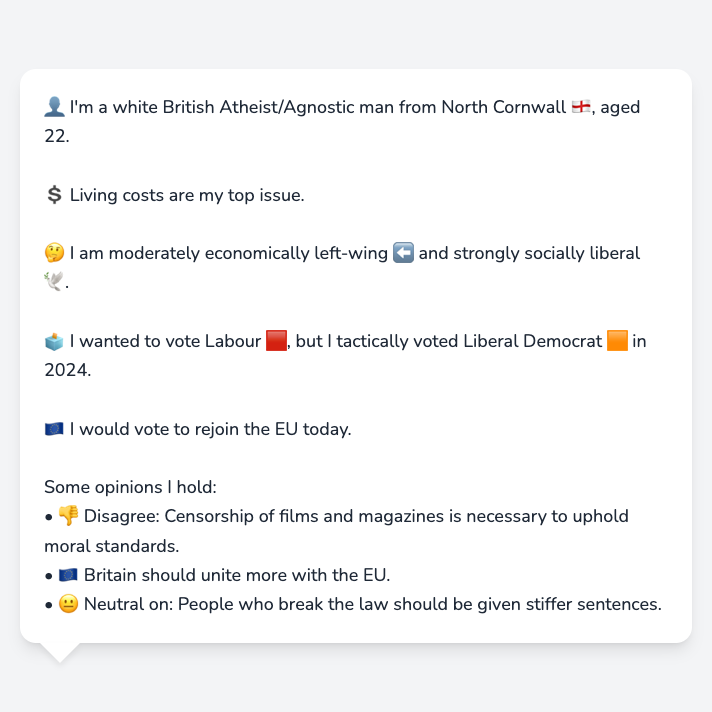 👤 I'm a white British Atheist/Agnostic man from North Cornwall 🏴󠁧󠁢󠁥󠁮󠁧󠁿, aged
22.
💲 Living costs are my top issue.
🤔 I am moderately economically left-wing ⬅️ and strongly socially liberal
🕊️.
🗳️ I wanted to vote Labour 🟥, but I tactically voted Liberal Democrat 🟧 in
2024.
🇪🇺 I would vote to rejoin the EU today.
Some opinions I hold:
• 👎 Disagree: Censorship of films and magazines is necessary to uphold
moral standards.
• 🇪🇺 Britain should unite more with the EU.
• 😐 Neutral on: People who break the law should be given stiffer sentences.